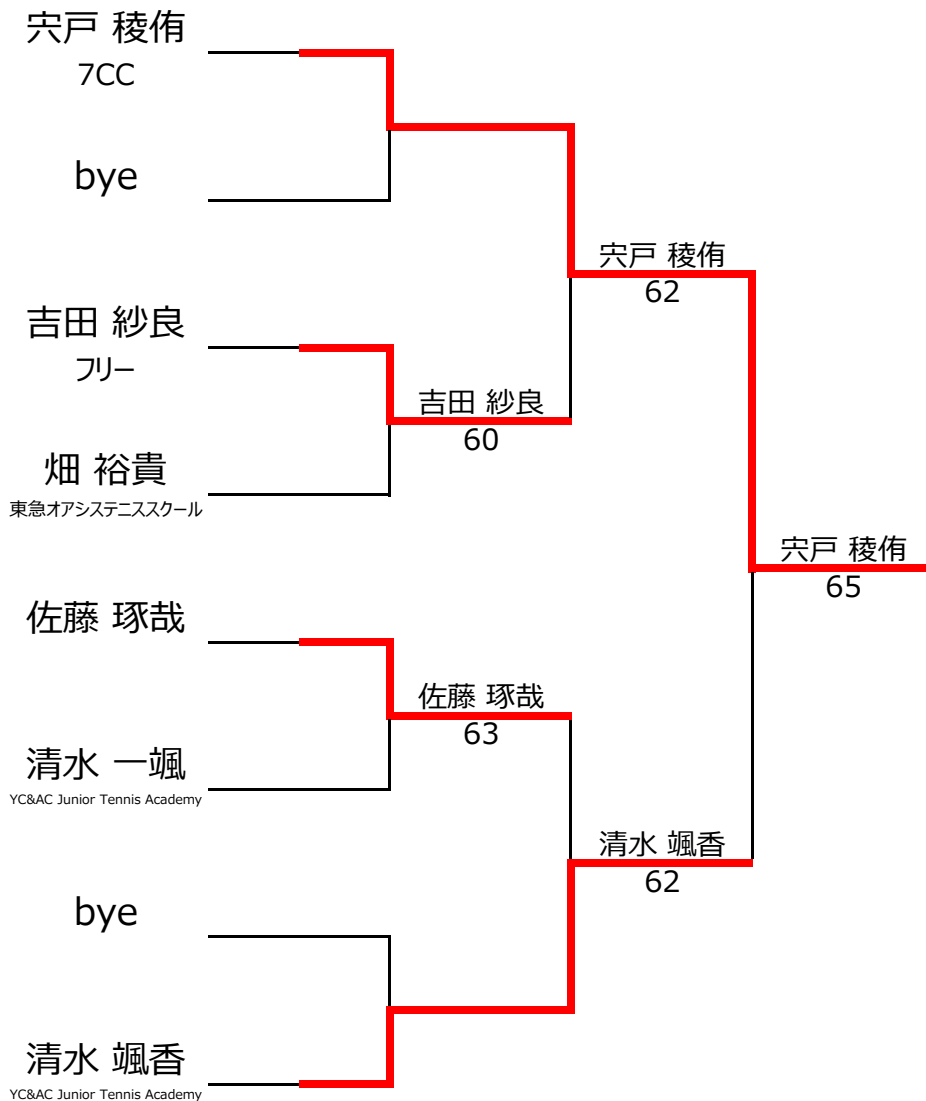 宍戸 稜侑
7CC
bye
吉田 紗良
フリー
畑 裕貴
東急オアシステニススクール
佐藤 琢哉
清水 一颯
YC&AC Junior Tennis Academy
bye
清水 颯香
YC&AC Junior Tennis Academy
吉田 紗良
60
佐藤 琢哉
63
宍戸 稜侑
62
清水 颯香
62
宍戸 稜侑
65